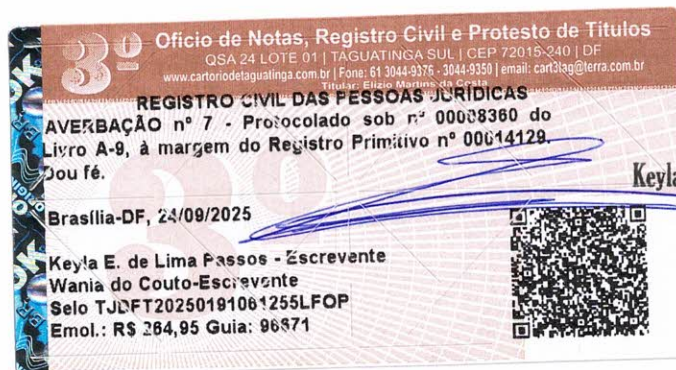 3º Ofício de Notas, Registro Civil e Protesto de Títulos
QSA 24 LOTE 01 | TAGUATINGA SUL | CEP 72015-240 | DF
www.cartoriodetaguatinga.com.br | Fone: 61 3044-9376 - 3044-9350 | email: cart3tag@terra.com.br
Titular: Elizio Martins da Costa
REGISTRO CIVIL DAS PESSOAS JURÍDICAS
AVERBAÇÃO nº 7 - Protocolado sob nº 00008360 do
Livro A-9, à margem do Registro Primitivo nº 00014129.
Dou fé.
Keyla
Brasília-DF, 24/09/2025
Keyla E. de Lima Passos - Escrevente
Wania do Couto-Escrevente
Selo TJDFT20250191061255LFOP
Emol.: R$ 264,95 Guia: 96871